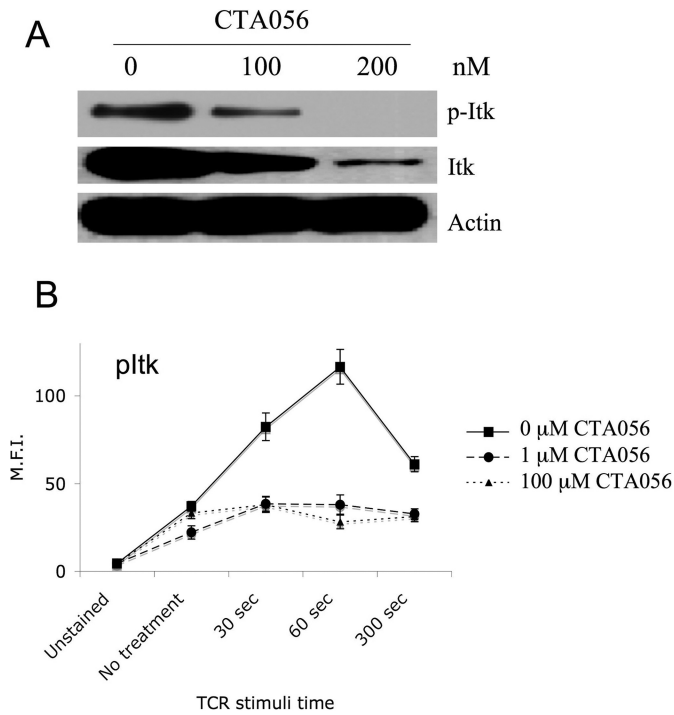 A
CTA056
0 100 200 nM
p-Itk
Itk
Actin
B
pItk
100
50
0
M.F.I.
0 μM CTA056
1 μM CTA056
100 μM CTA056
Unstained
No treatment
30 sec
60 sec
300 sec
TCR stimuli time